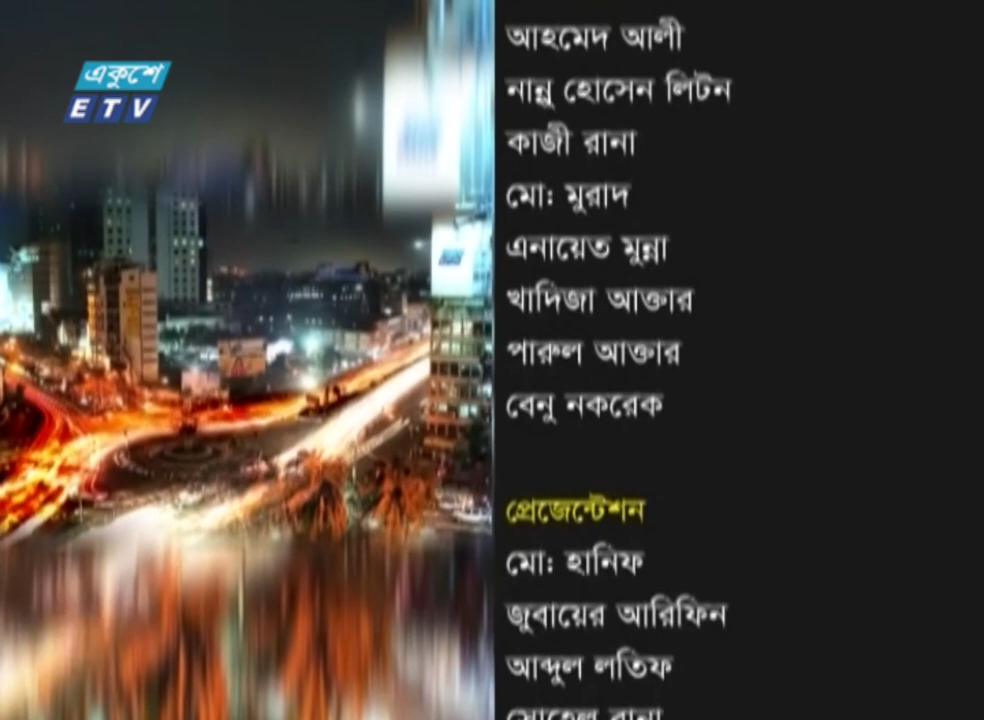 একুশে
ETV
আহমেদ আলী
নান্নু হোসেন লিটন
কাজী রানা
মো: মুরাদ
এনায়েত মুন্না
খাদিজা আক্তার
পারুল আক্তার
বেনু নকরেক
প্রেজেন্টেশন
মো: হানিফ
জুবায়ের আরিফিন
আব্দুল লতিফ
সোহেল রানা